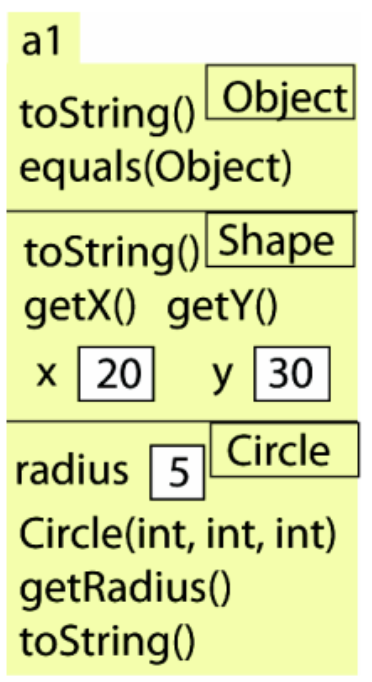 a1
toString() Object
equals(Object)
toString() Shape
getX() getY()
x 20 y 30
radius 5 Circle
Circle(int, int, int)
getRadius()
toString()